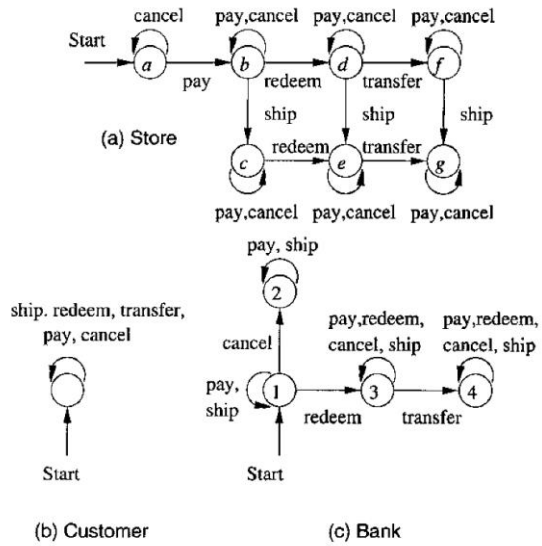 cancel pay,cancel pay,cancel pay,cancel
Start
a b d f
pay redeem transfer
ship ship ship
(a) Store
redeem transfer
c e g
pay,cancel pay,cancel pay,cancel
pay, ship
2
ship. redeem, transfer,
pay, cancel
cancel
pay,redeem,
cancel, ship
pay,redeem,
cancel, ship
pay,
ship
1 3 4
redeem transfer
Start Start
(b) Customer (c) Bank